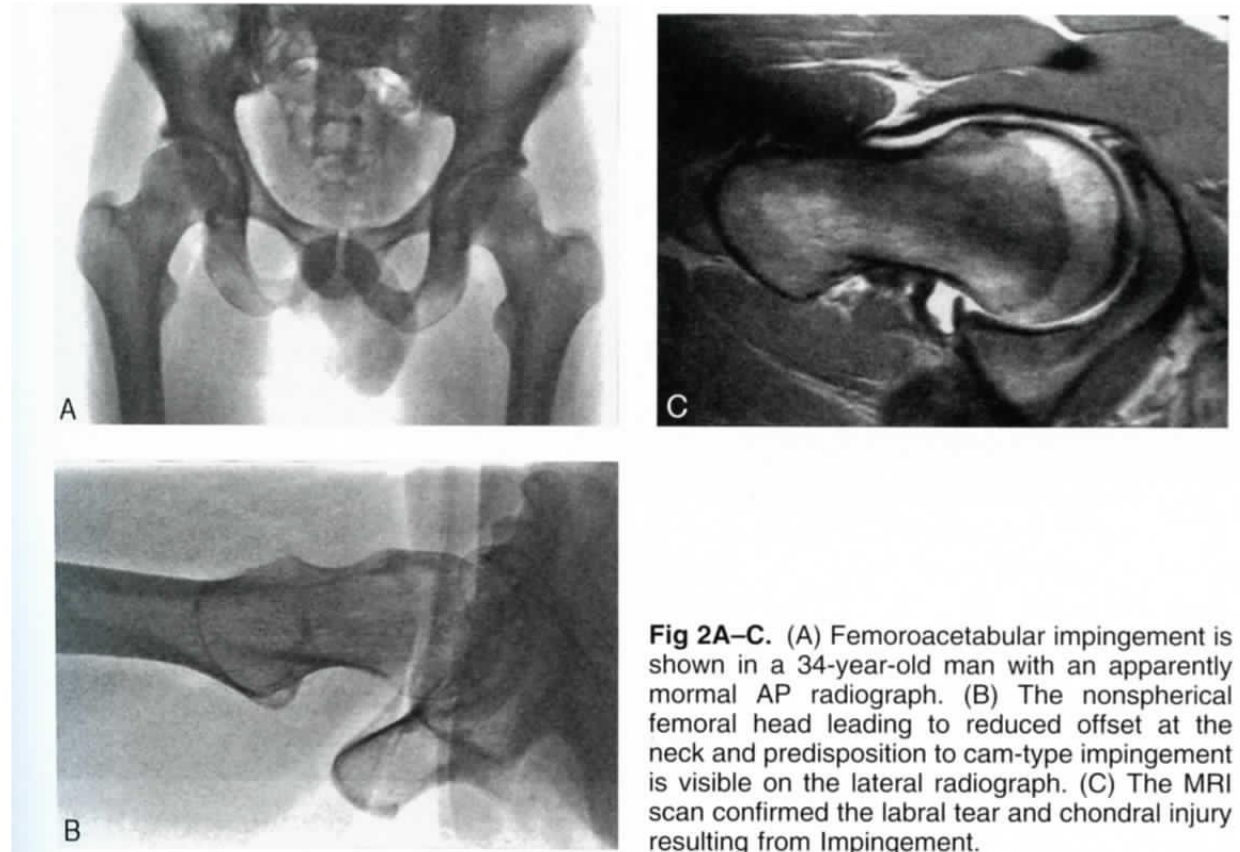 A
C
B
Fig 2A–C. (A) Femoroacetabular impingement is
shown in a 34-year-old man with an apparently
mormal AP radiograph. (B) The nonspherical
femoral head leading to reduced offset at the
neck and predisposition to cam-type impingement
is visible on the lateral radiograph. (C) The MRI
scan confirmed the labral tear and chondral injury
resulting from Impingement.